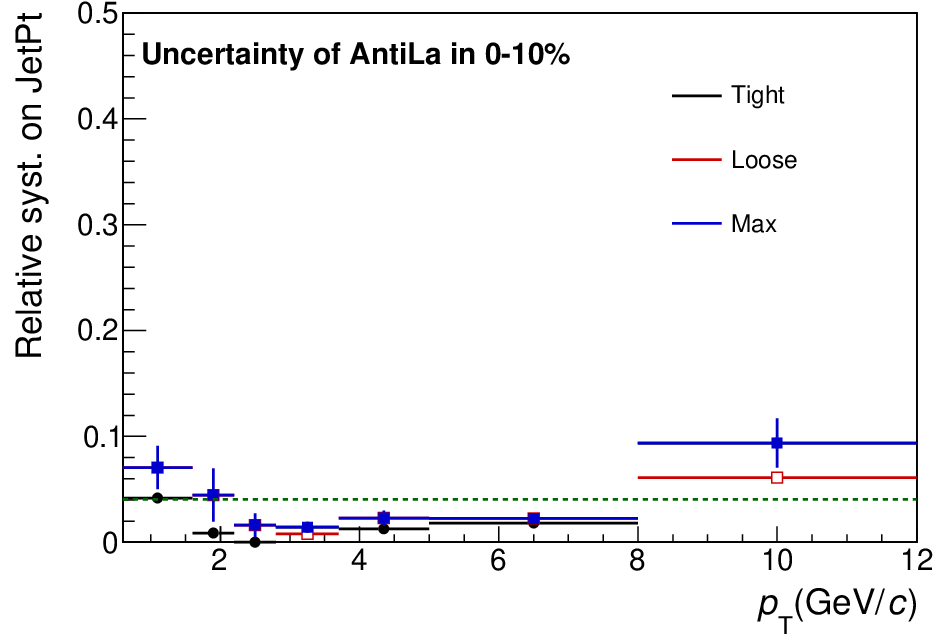 Relative syst. on JetPt
0.5
0.4
0.3
0.2
0.1
0
Uncertainty of AntiLa in 0-10%
Tight
Loose
Max
2 4 6 8 10 12
pT(GeV/c)